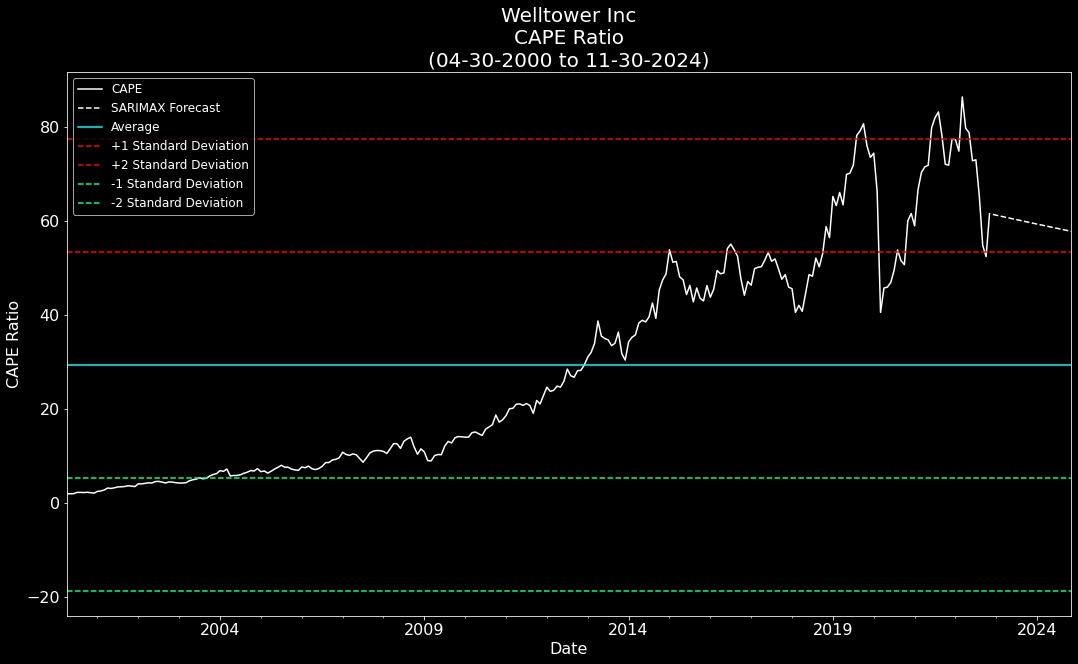 Welltower Inc
CAPE Ratio
(04-30-2000 to 11-30-2024)
CAPE
SARIMAX Forecast
Average
+1 Standard Deviation
+2 Standard Deviation
-1 Standard Deviation
-2 Standard Deviation
CAPE Ratio
80
60
40
20
0
−20
2004
2009
2014
2019
2024
Date